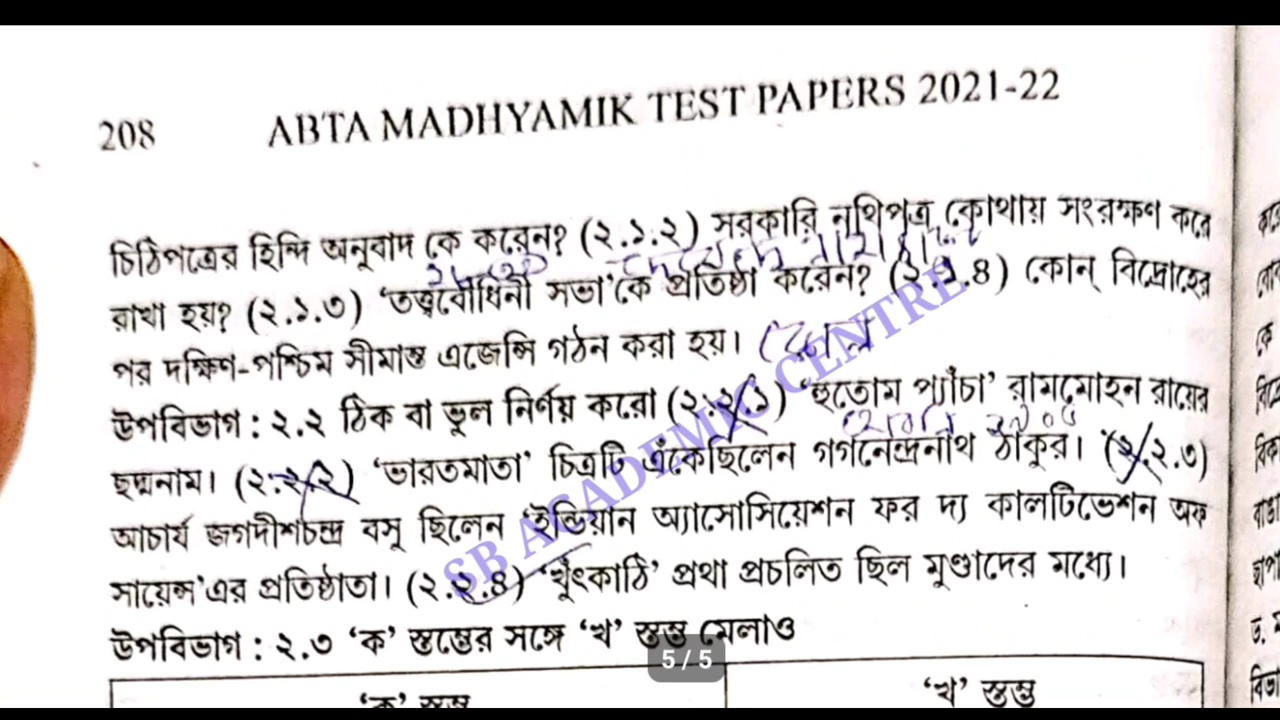 208 ABTA MADHYAMIK TEST PAPERS 2021-22
চিঠিপত্রের হিন্দি অনুবাদ কে করেন? (২.১.২) সরকারি নথিপত্র কোথায় সংরক্ষণ করে
রাখা হয়? (২.১.৩) 'তত্ত্ববোধিনী সভা'কে প্রতিষ্ঠা করেন? (২.১.৪) কোন্ বিদ্রোহের
পর দক্ষিণ-পশ্চিম সীমান্ত এজেন্সি গঠন করা হয়। (কোল
উপবিভাগ : ২.২ ঠিক বা ভুল নির্ণয় করো (২.২.১) 'হুতোম প্যাঁচা' রামমোহন রায়ের
ছদ্মনাম। (২.২.২) 'ভারতমাতা' চিত্রটি এঁকেছিলেন গগনেন্দ্রনাথ ঠাকুর। (২.২.৩)
আচার্য জগদীশচন্দ্র বসু ছিলেন 'ইন্ডিয়ান অ্যাসোসিয়েশন ফর দ্য কালটিভেশন অফ
সায়েন্স'এর প্রতিষ্ঠাতা। (২.২.৪) 'খুঁৎকাঠি' প্রথা প্রচলিত ছিল মুণ্ডাদের মধ্যে।
উপবিভাগ : ২.৩ 'ক' স্তম্ভের সঙ্গে 'খ' স্তম্ভ মেলাও
5/5
'ক' স্তম্ভ 'খ' স্তম্ভ
SB ACADEMIC CENTRE